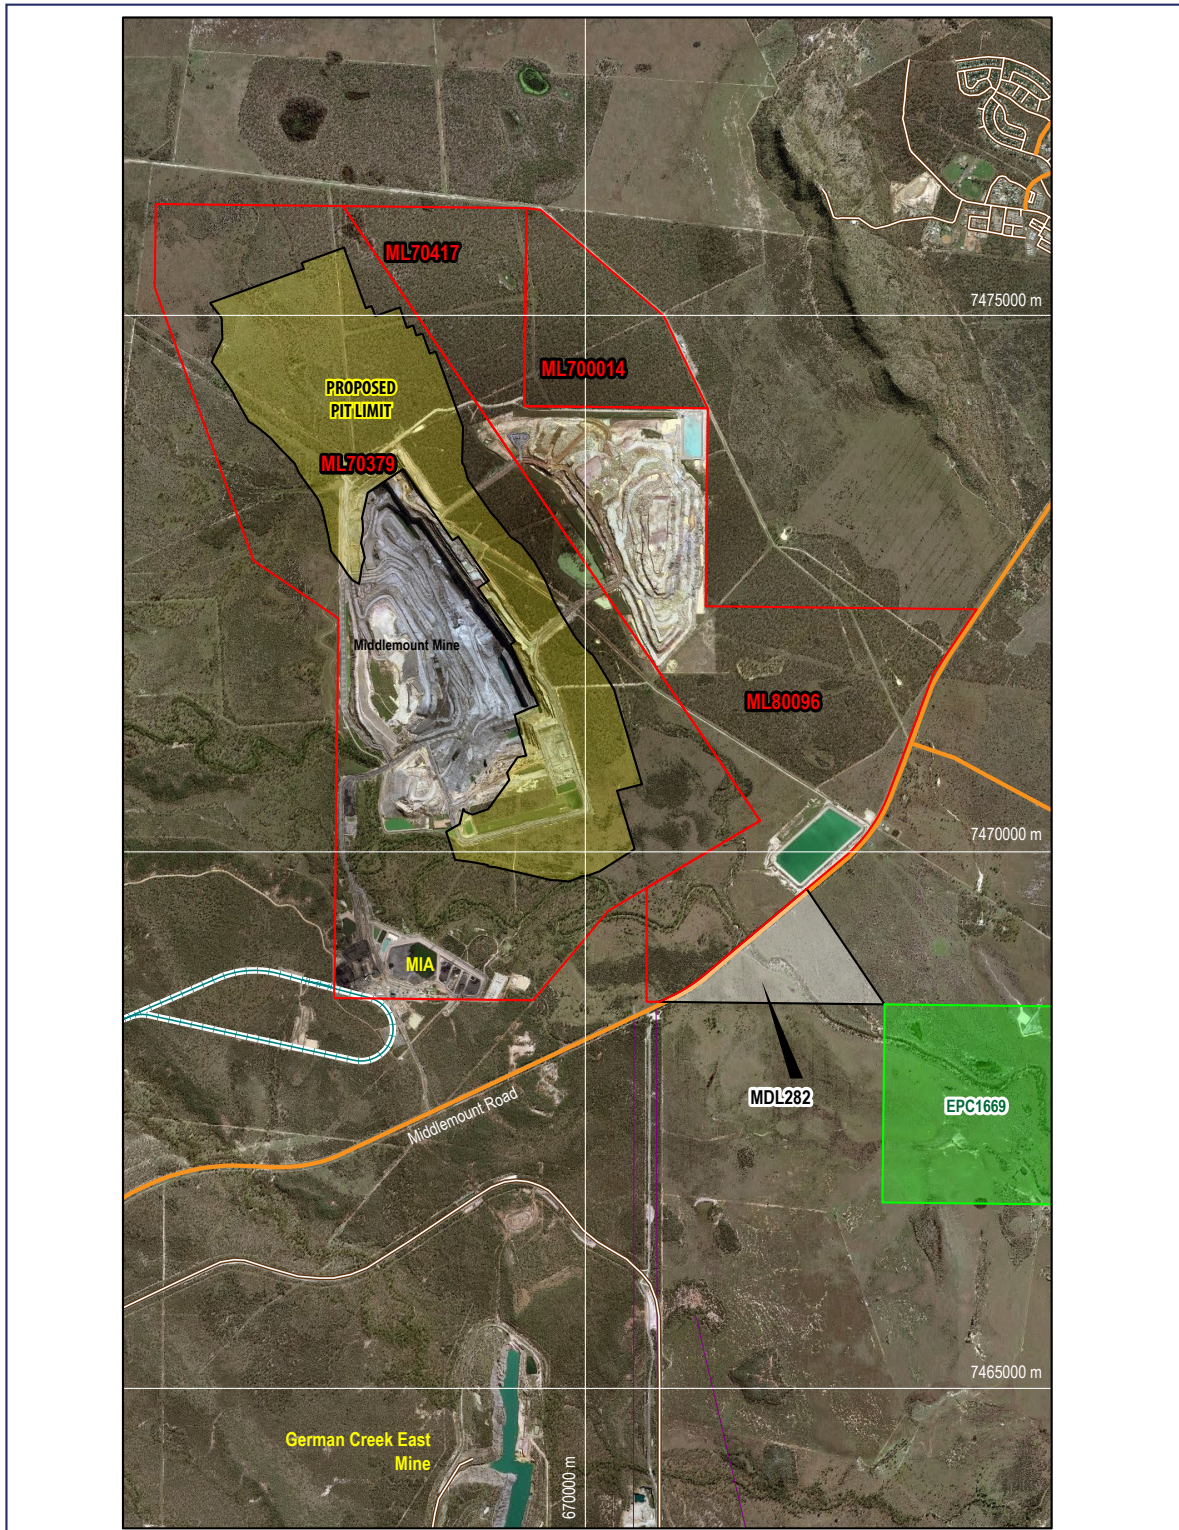 ML70417
7475000 m
ML700014
PROPOSED
PIT LIMIT
ML70379
Middlemount Mine
ML80096
7470000 m
MIA
MDL282
EPC1669
Middlemount Road
7465000 m
German Creek East
Mine
670000 m